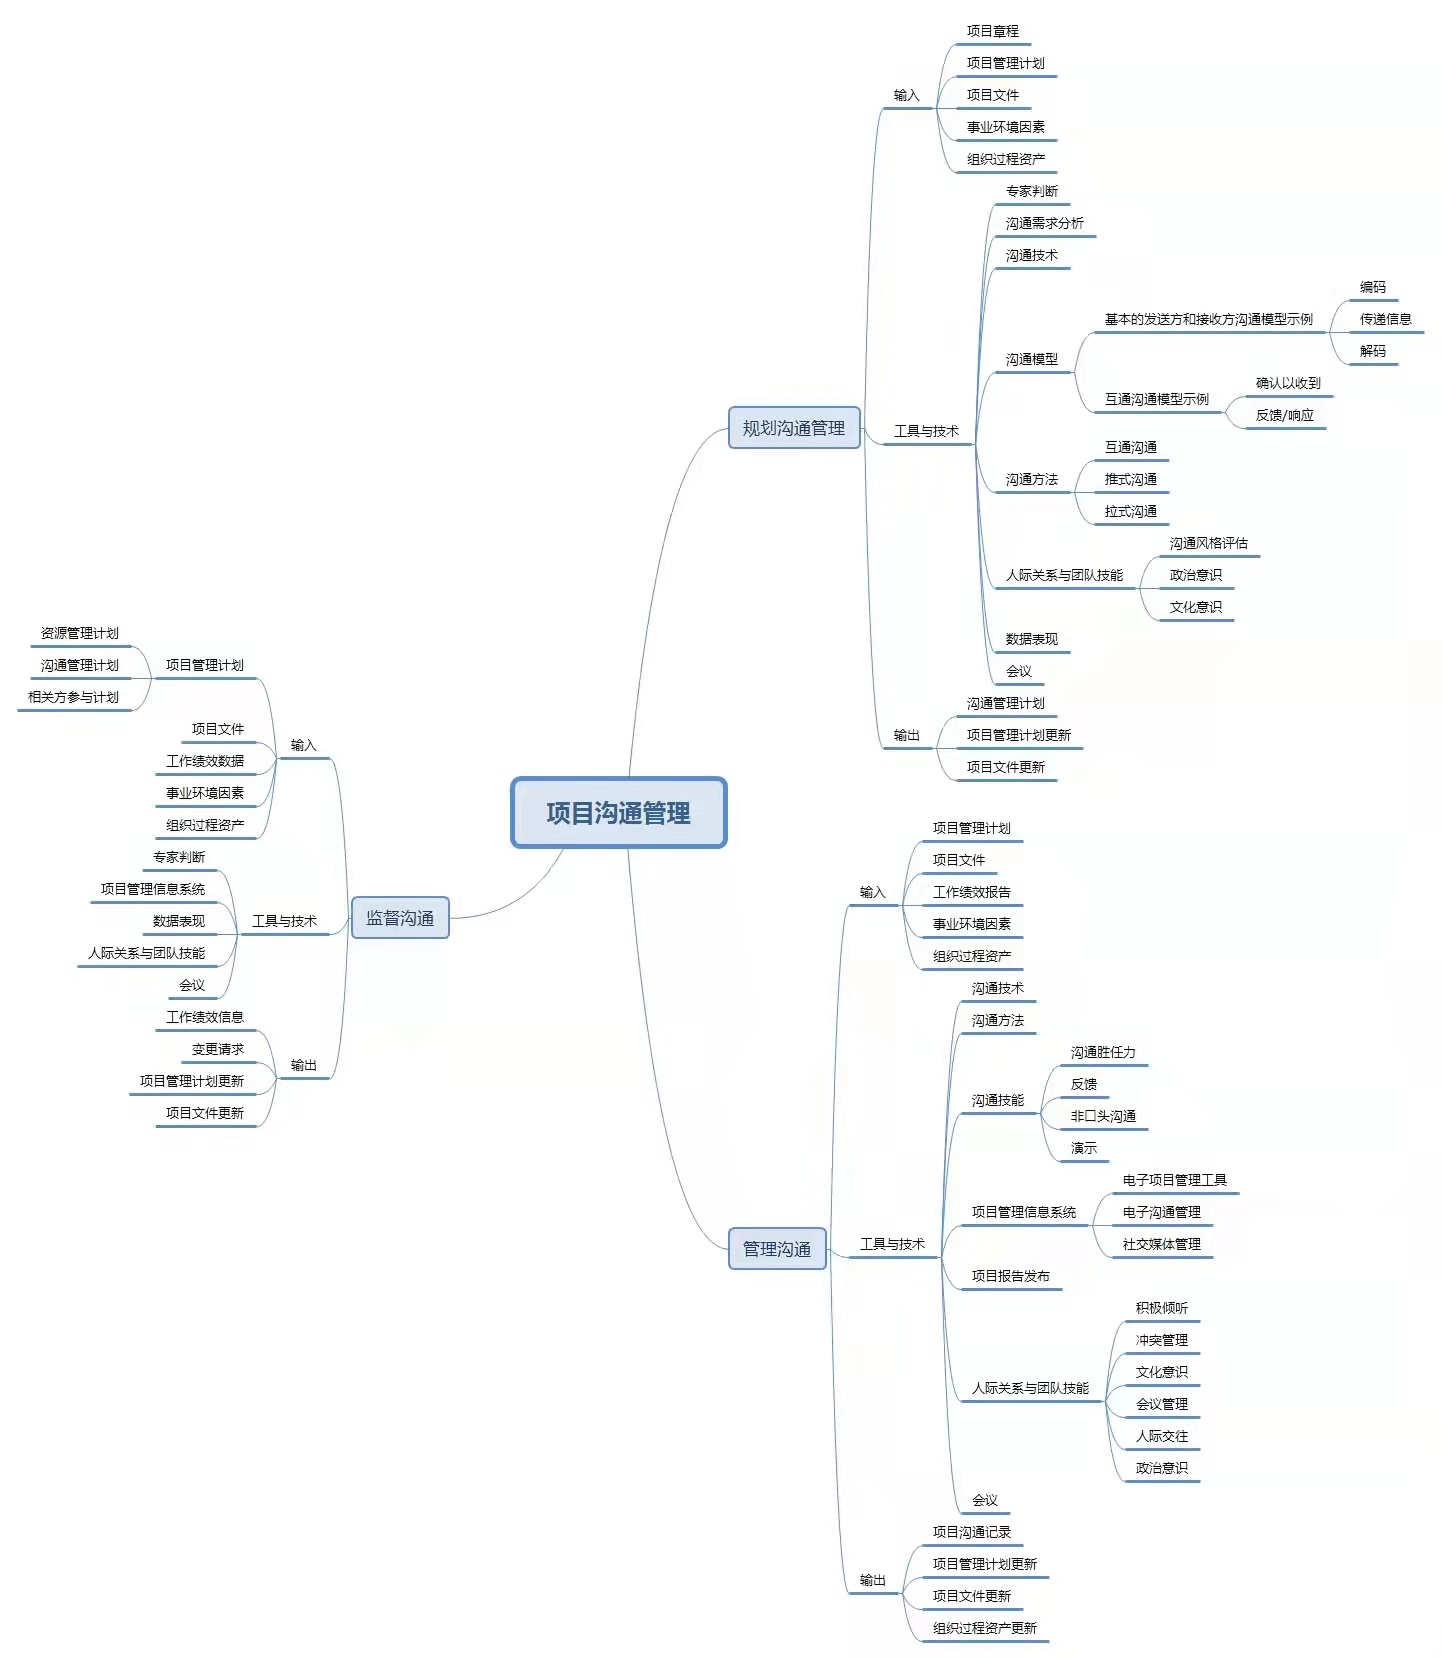 项目沟通管理
规划沟通管理
输入
项目章程
项目管理计划
项目文件
事业环境因素
组织过程资产
工具与技术
专家判断
沟通需求分析
沟通技术
沟通模型
基本的发送方和接收方沟通模型示例
编码
传递信息
解码
互通沟通模型示例
确认以收到
反馈/响应
沟通方法
互通沟通
推式沟通
拉式沟通
人际关系与团队技能
沟通风格评估
政治意识
文化意识
数据表现
会议
输出
沟通管理计划
项目管理计划更新
项目文件更新
管理沟通
输入
项目管理计划
项目文件
工作绩效报告
事业环境因素
组织过程资产
工具与技术
沟通技术
沟通方法
沟通技能
沟通胜任力
反馈
非口头沟通
演示
项目管理信息系统
电子项目管理工具
电子沟通管理
社交媒体管理
项目报告发布
人际关系与团队技能
积极倾听
冲突管理
文化意识
会议管理
人际交往
政治意识
会议
输出
项目沟通记录
项目管理计划更新
项目文件更新
组织过程资产更新
监督沟通
输入
项目管理计划
资源管理计划
沟通管理计划
相关方参与计划
项目文件
工作绩效数据
事业环境因素
组织过程资产
工具与技术
专家判断
项目管理信息系统
数据表现
人际关系与团队技能
会议
输出
工作绩效信息
变更请求
项目管理计划更新
项目文件更新